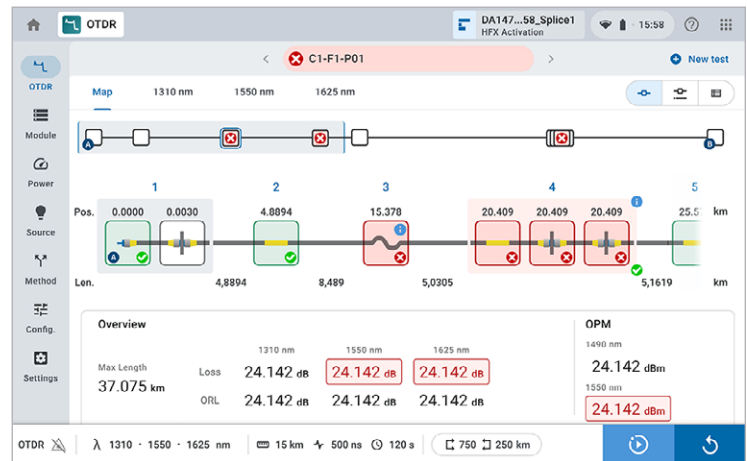 OTDR
DA147...58_Splice1
HFX Activation
15:58
C1-F1-P01
New test
OTDR
Module
Power
Source
Method
Config.
Settings
Map 1310 nm 1550 nm 1625 nm
A
B
1 2 3 4 5
Pos. 0.0000 0.0030 4.8894 15.378 20.409 20.409 20.409 25.5 km
A
Len. 4,8894 8,489 5,0305 5,1619 km
Overview
1310 nm 1550 nm 1625 nm
Max Length
37.075 km
Loss 24.142 dB 24.142 dB 24.142 dB
ORL 24.142 dB 24.142 dB 24.142 dB
OPM
1490 nm
24.142 dBm
1550 nm
24.142 dBm
OTDR λ 1310 · 1550 · 1625 nm 15 km 500 ns 120 s 750 250 km